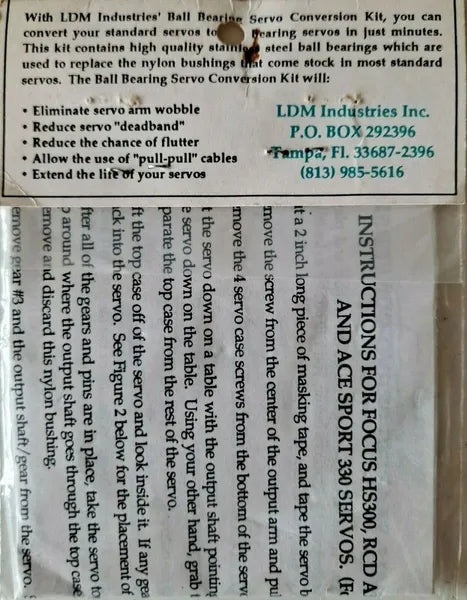 With LDM Industries' Ball Bearing Servo Conversion Kit, you can
convert your standard servos to bearing servos in just minutes.
This kit contains high quality stainless steel ball bearings which are
used to replace the nylon bushings that come stock in most standard
servos. The Ball Bearing Servo Conversion Kit will:
• Eliminate servo arm wobble
• Reduce servo "deadband"
• Reduce the chance of flutter
• Allow the use of "pull-pull" cables
• Extend the life of your servos
LDM Industries Inc.
P.O. BOX 292396
Tampa, Fl. 33687-2396
(813) 985-5616
INSTRUCTIONS FOR FOCUS HS300, RCD A
AND ACE SPORT 330 SERVOS. (Fo
a 2 inch long piece of masking tape, and tape the servo b
move the screw from the center of the output arm and pul
move the 4 servo case screws from the bottom of the serv
t the servo down on a table with the output shaft pointing
e servo down on the table. Using your other hand, grab t
parate the top case from the rest of the servo.
ft the top case off of the servo and look inside it. If any gea
ck into the servo. See Figure 2 below for the placement of
fter all of the gears and pins are in place, take the servo to
around where the output shaft goes through the top case
emove and discard this nylon bushing.
emove gear #3 and the output shaft/gear from the servo.